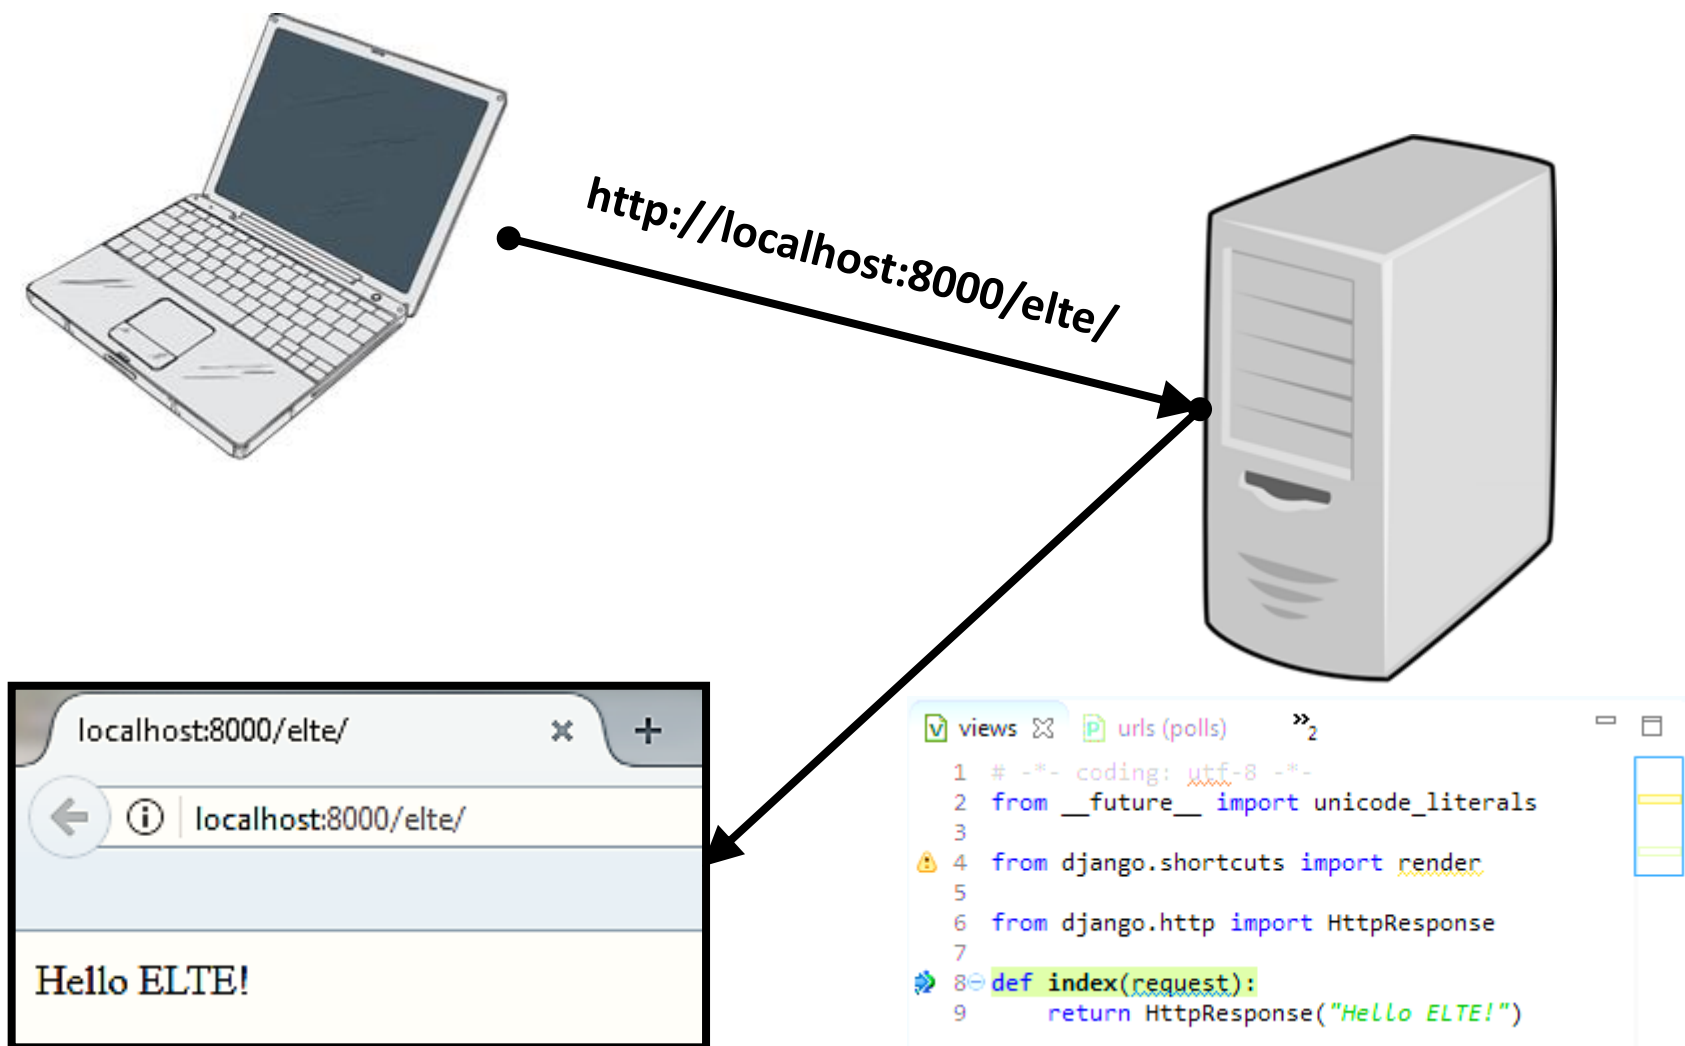 http://localhost:8000/elte/
localhost:8000/elte/
localhost:8000/elte/
Hello ELTE!
views urls (polls) »2
1 # -*- coding: utf-8 -*-
2 from __future__ import unicode_literals
3
4 from django.shortcuts import render
5
6 from django.http import HttpResponse
7
8 def index(request):
9 return HttpResponse("Hello ELTE!")